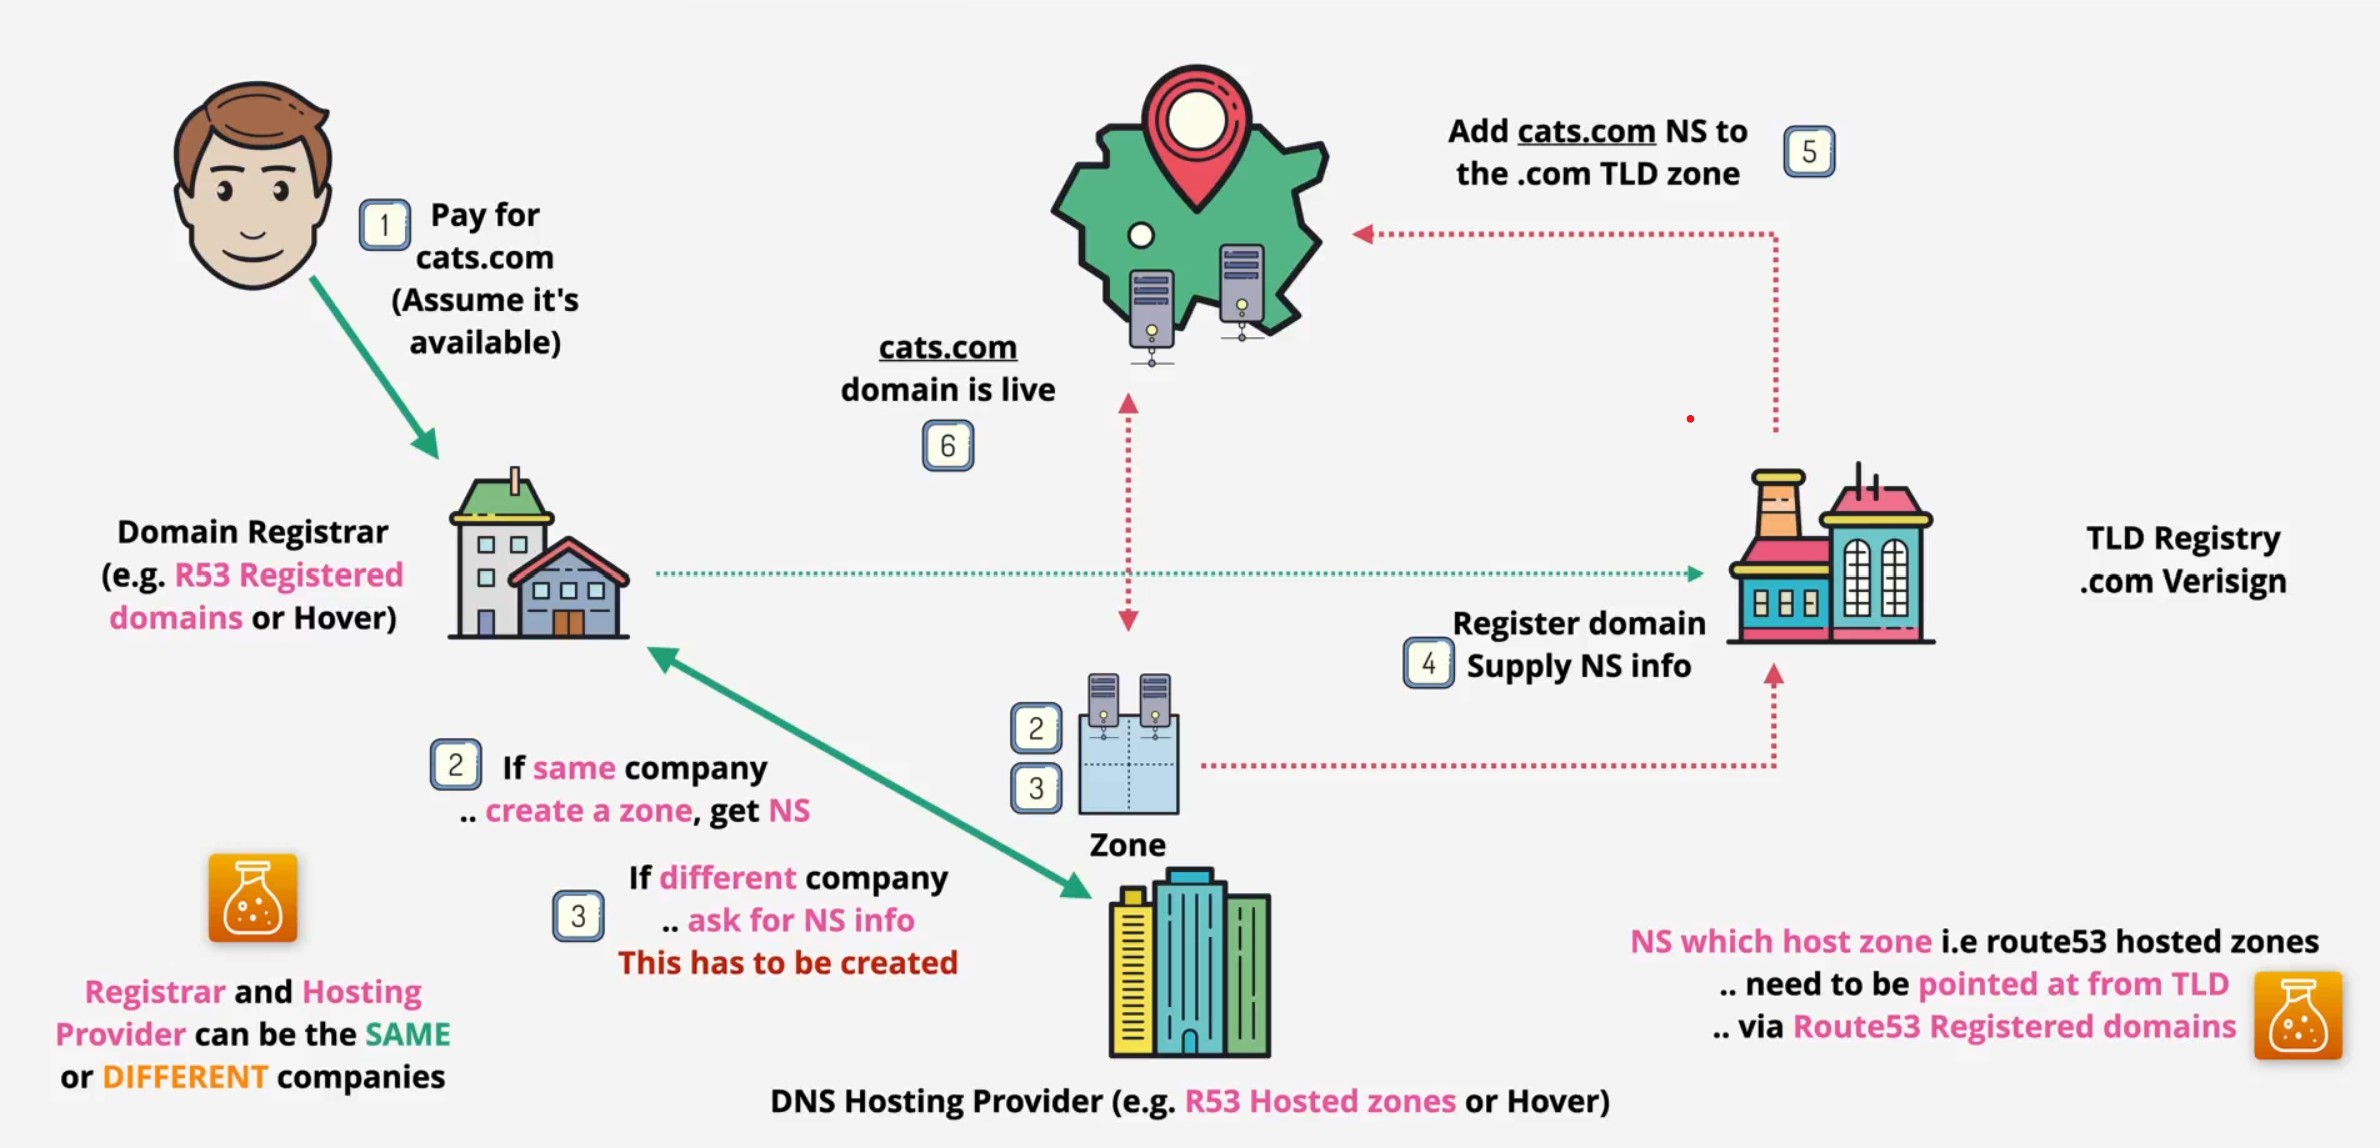 1
Pay for
cats.com
(Assume it's
available)
Add cats.com NS to
the .com TLD zone
5
cats.com
domain is live
6
Domain Registrar
(e.g. R53 Registered
domains or Hover)
TLD Registry
.com Verisign
4
Register domain
Supply NS info
2
If same company
.. create a zone, get NS
2
3
Zone
3
If different company
.. ask for NS info
This has to be created
Registrar and Hosting
Provider can be the SAME
or DIFFERENT companies
NS which host zone i.e route53 hosted zones
.. need to be pointed at from TLD
.. via Route53 Registered domains
DNS Hosting Provider (e.g. R53 Hosted zones or Hover)